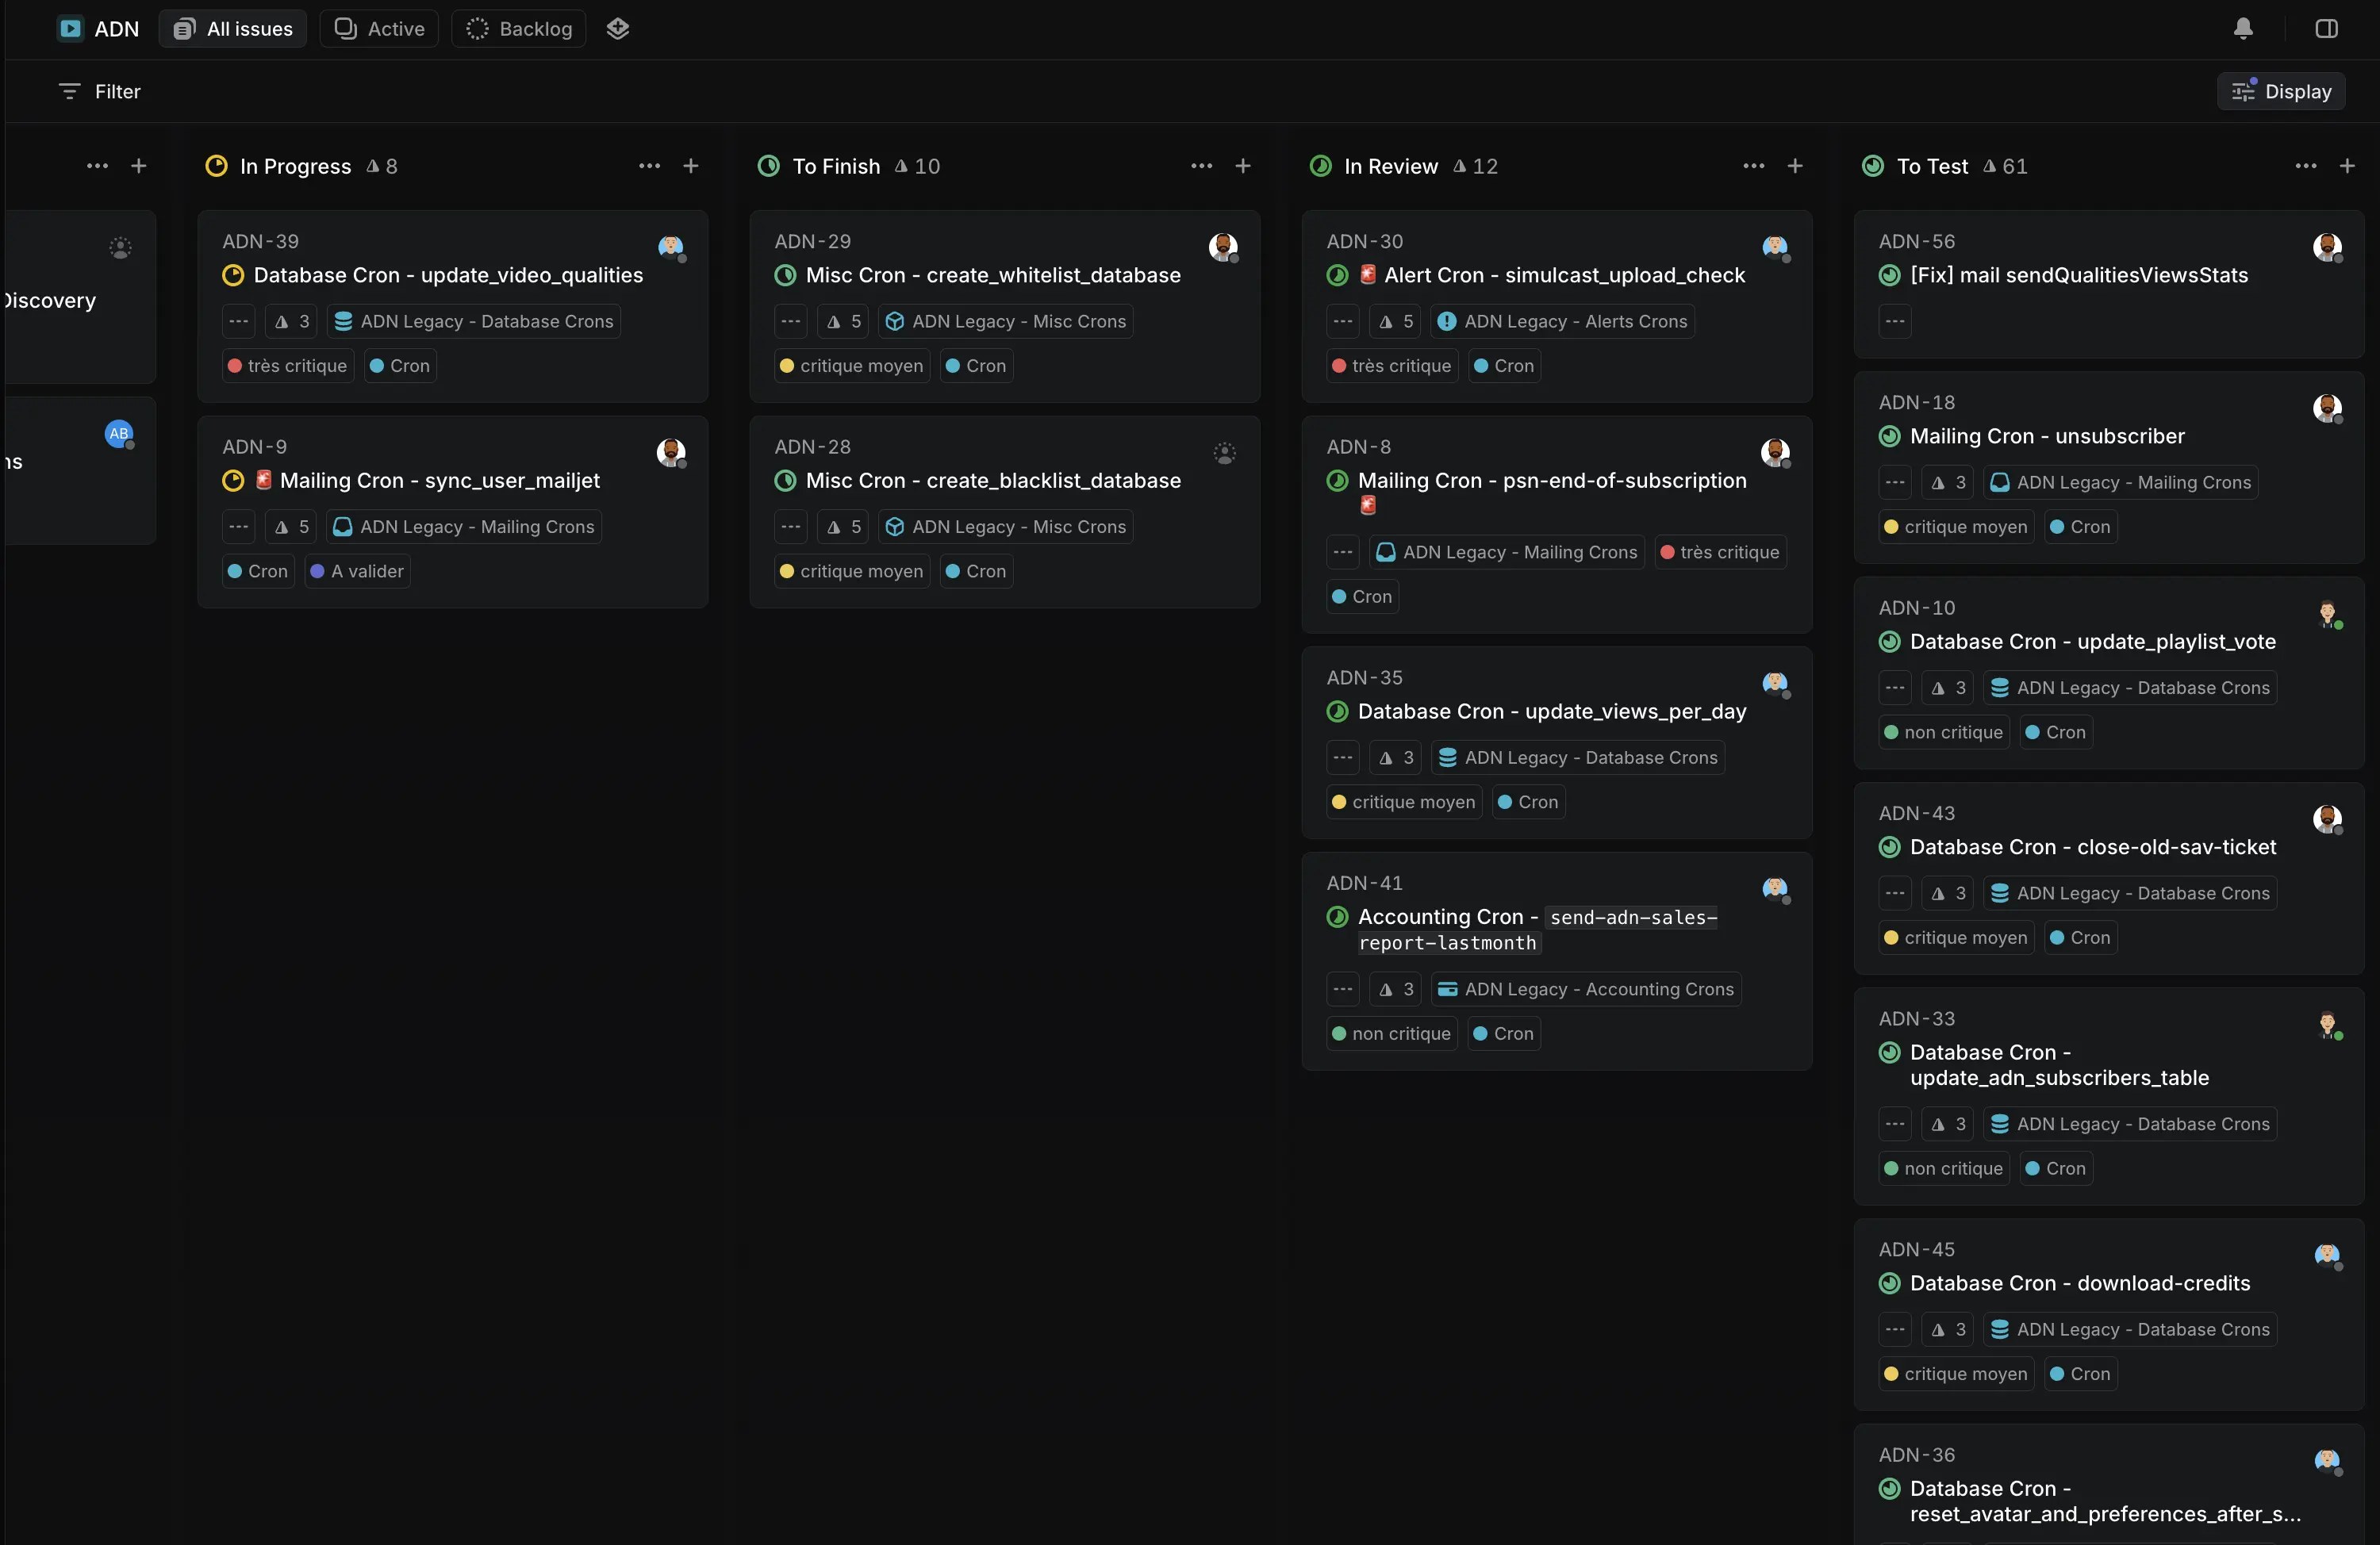 ADN
All issues
Active
Backlog
Filter
Display
Discovery
AB
ns
In Progress 8
ADN-39
Database Cron - update_video_qualities
3
ADN Legacy - Database Crons
très critique
Cron
ADN-9
🚨 Mailing Cron - sync_user_mailjet
5
ADN Legacy - Mailing Crons
Cron
A valider
To Finish 10
ADN-29
Misc Cron - create_whitelist_database
5
ADN Legacy - Misc Crons
critique moyen
Cron
ADN-28
Misc Cron - create_blacklist_database
5
ADN Legacy - Misc Crons
critique moyen
Cron
In Review 12
ADN-30
🚨 Alert Cron - simulcast_upload_check
5
ADN Legacy - Alerts Crons
très critique
Cron
ADN-8
Mailing Cron - psn-end-of-subscription
🚨
ADN Legacy - Mailing Crons
très critique
Cron
ADN-35
Database Cron - update_views_per_day
3
ADN Legacy - Database Crons
critique moyen
Cron
ADN-41
Accounting Cron - send-adn-sales-
report-lastmonth
3
ADN Legacy - Accounting Crons
non critique
Cron
To Test 61
ADN-56
[Fix] mail sendQualitiesViewsStats
ADN-18
Mailing Cron - unsubscriber
3
ADN Legacy - Mailing Crons
critique moyen
Cron
ADN-10
Database Cron - update_playlist_vote
3
ADN Legacy - Database Crons
non critique
Cron
ADN-43
Database Cron - close-old-sav-ticket
3
ADN Legacy - Database Crons
critique moyen
Cron
ADN-33
Database Cron -
update_adn_subscribers_table
3
ADN Legacy - Database Crons
non critique
Cron
ADN-45
Database Cron - download-credits
3
ADN Legacy - Database Crons
critique moyen
Cron
ADN-36
Database Cron -
reset_avatar_and_preferences_after_s...